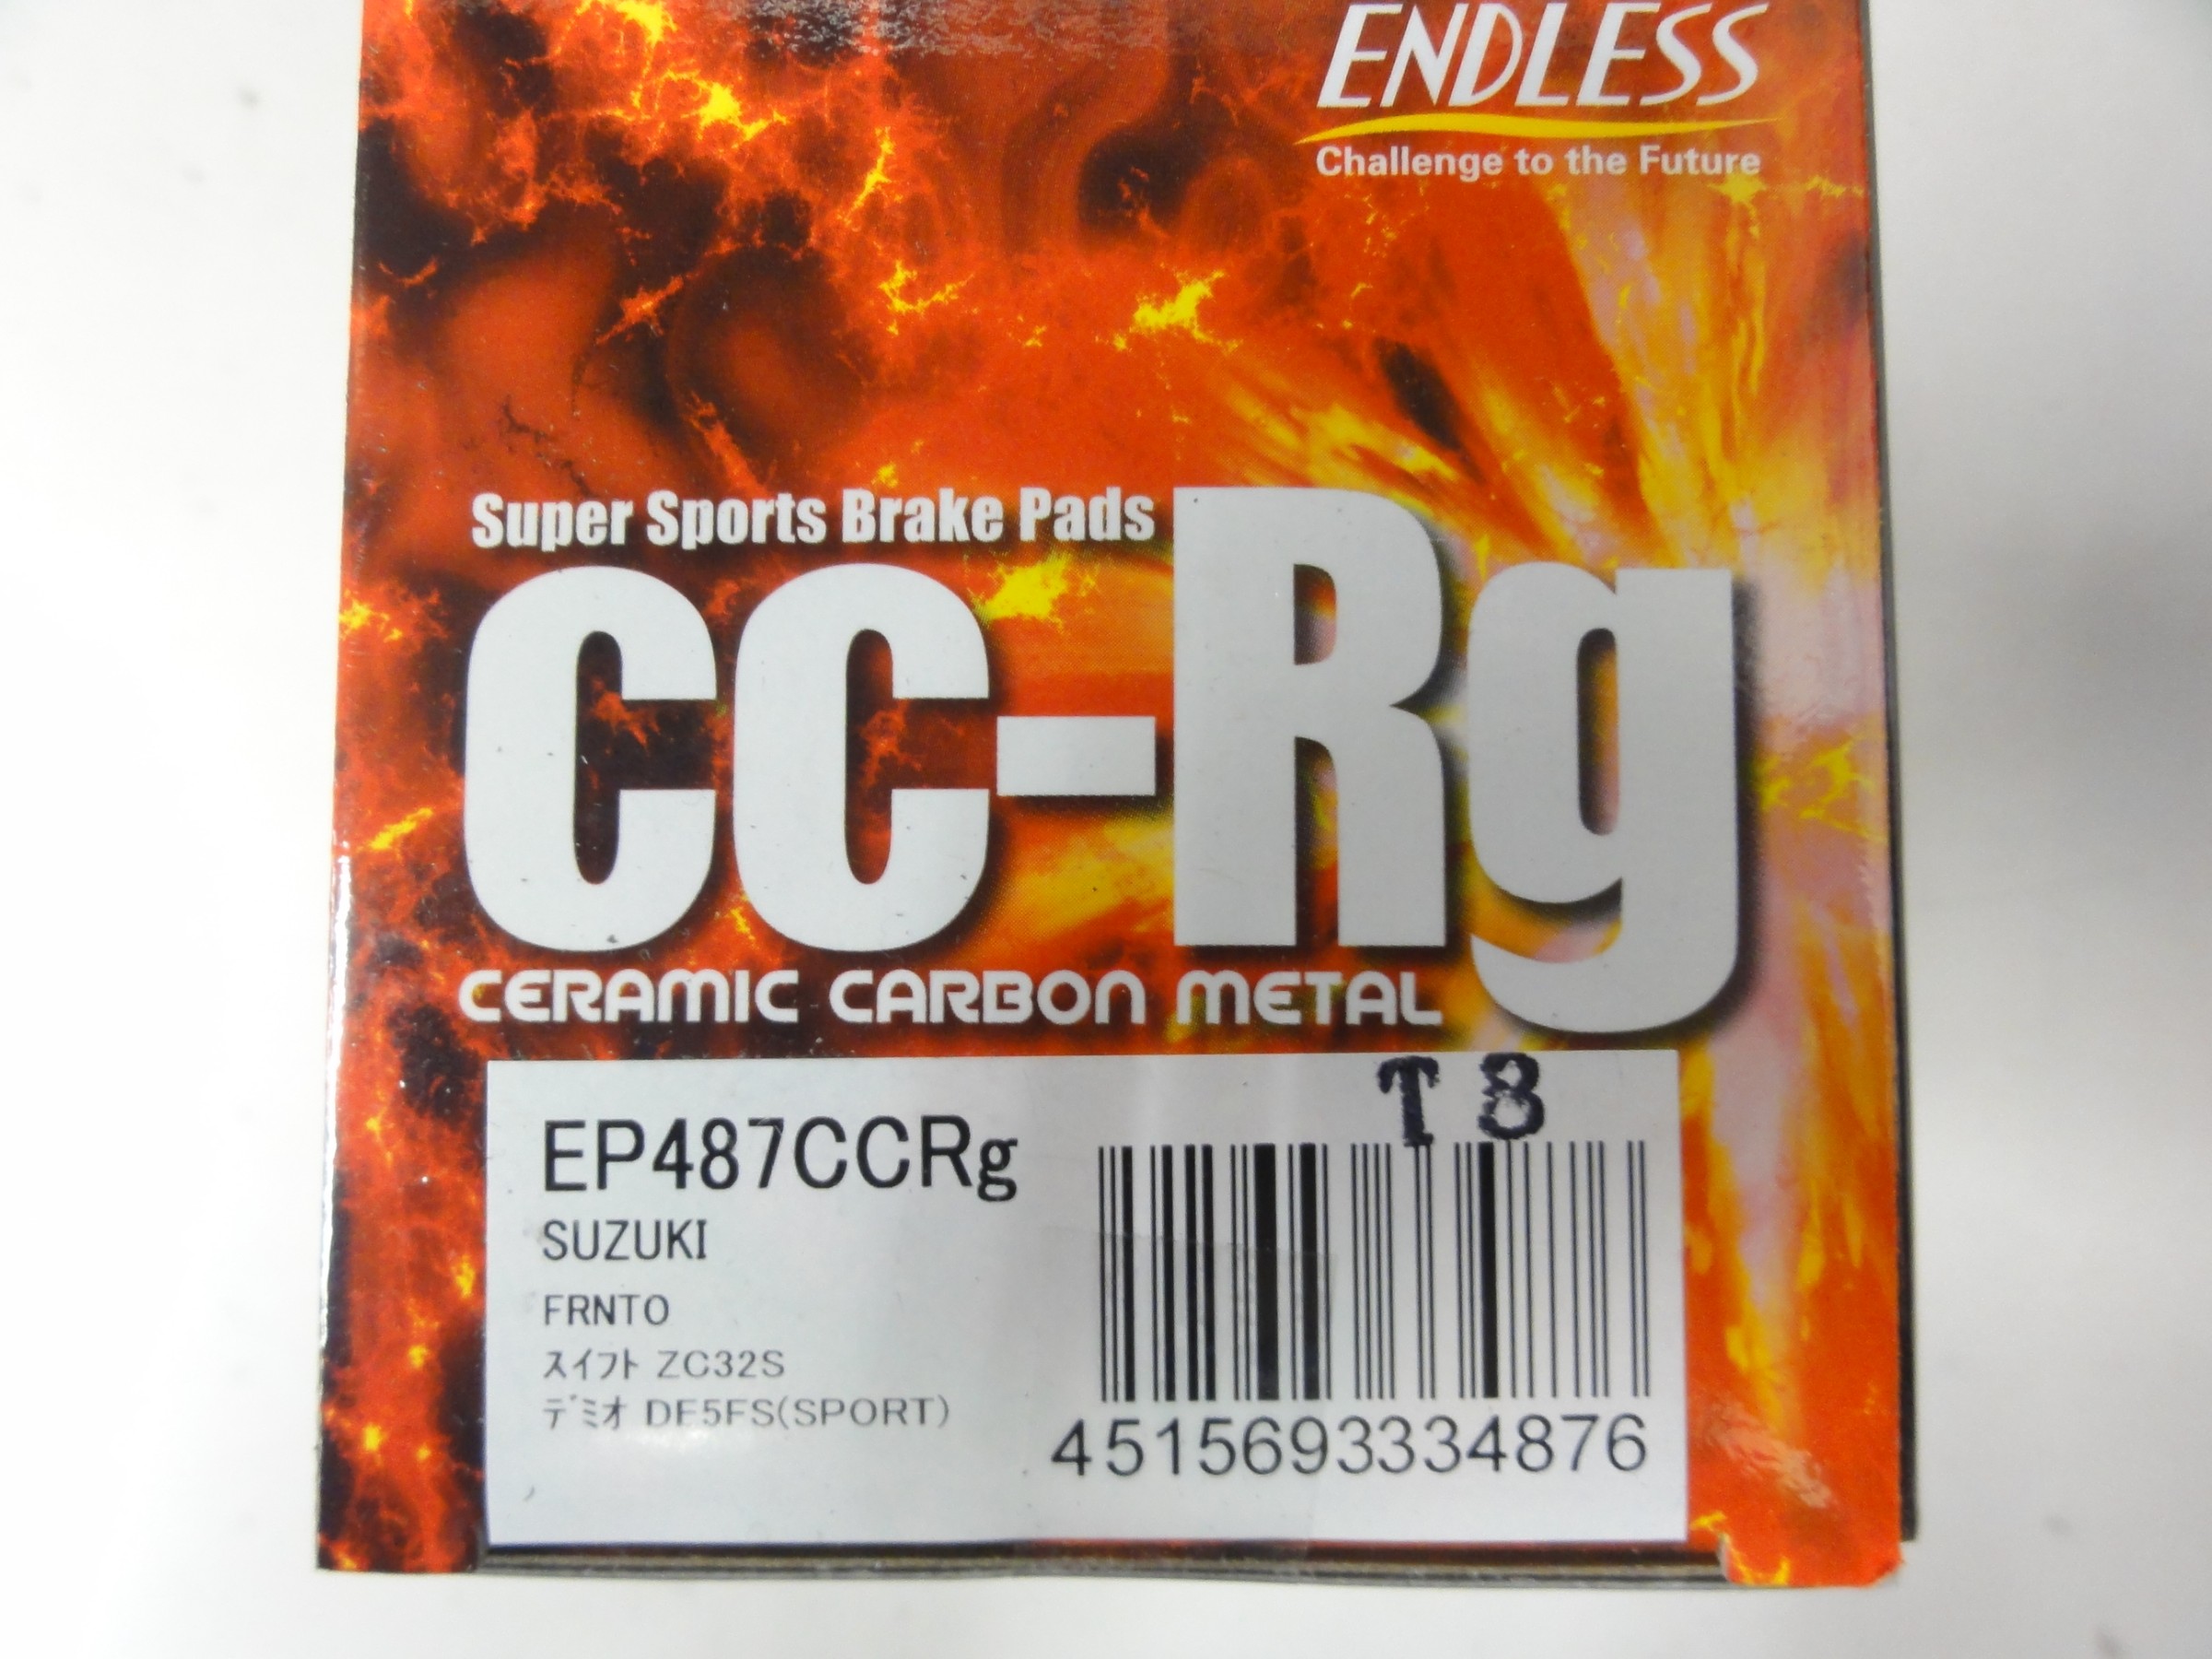 ENDLESS
Challenge to the Future
Super Sports Brake Pads
CC-Rg
CERAMIC CARBON METAL
T 8
EP487CCRg
SUZUKI
FRNTO
ｽｲﾌﾄ ZC32S
ﾃﾞﾐｵ DE5FS(SPORT)
4515693334876